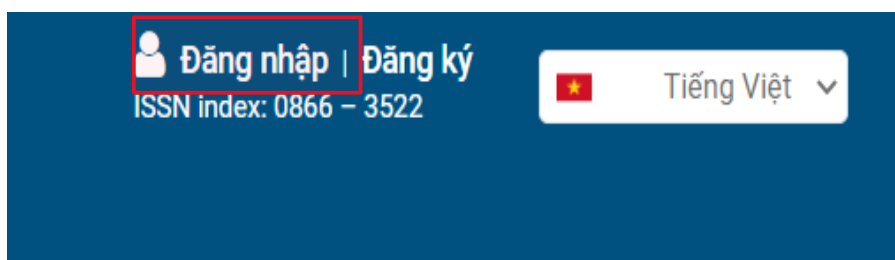 Đăng nhập | Đăng ký
ISSN index: 0866 – 3522
Tiếng Việt